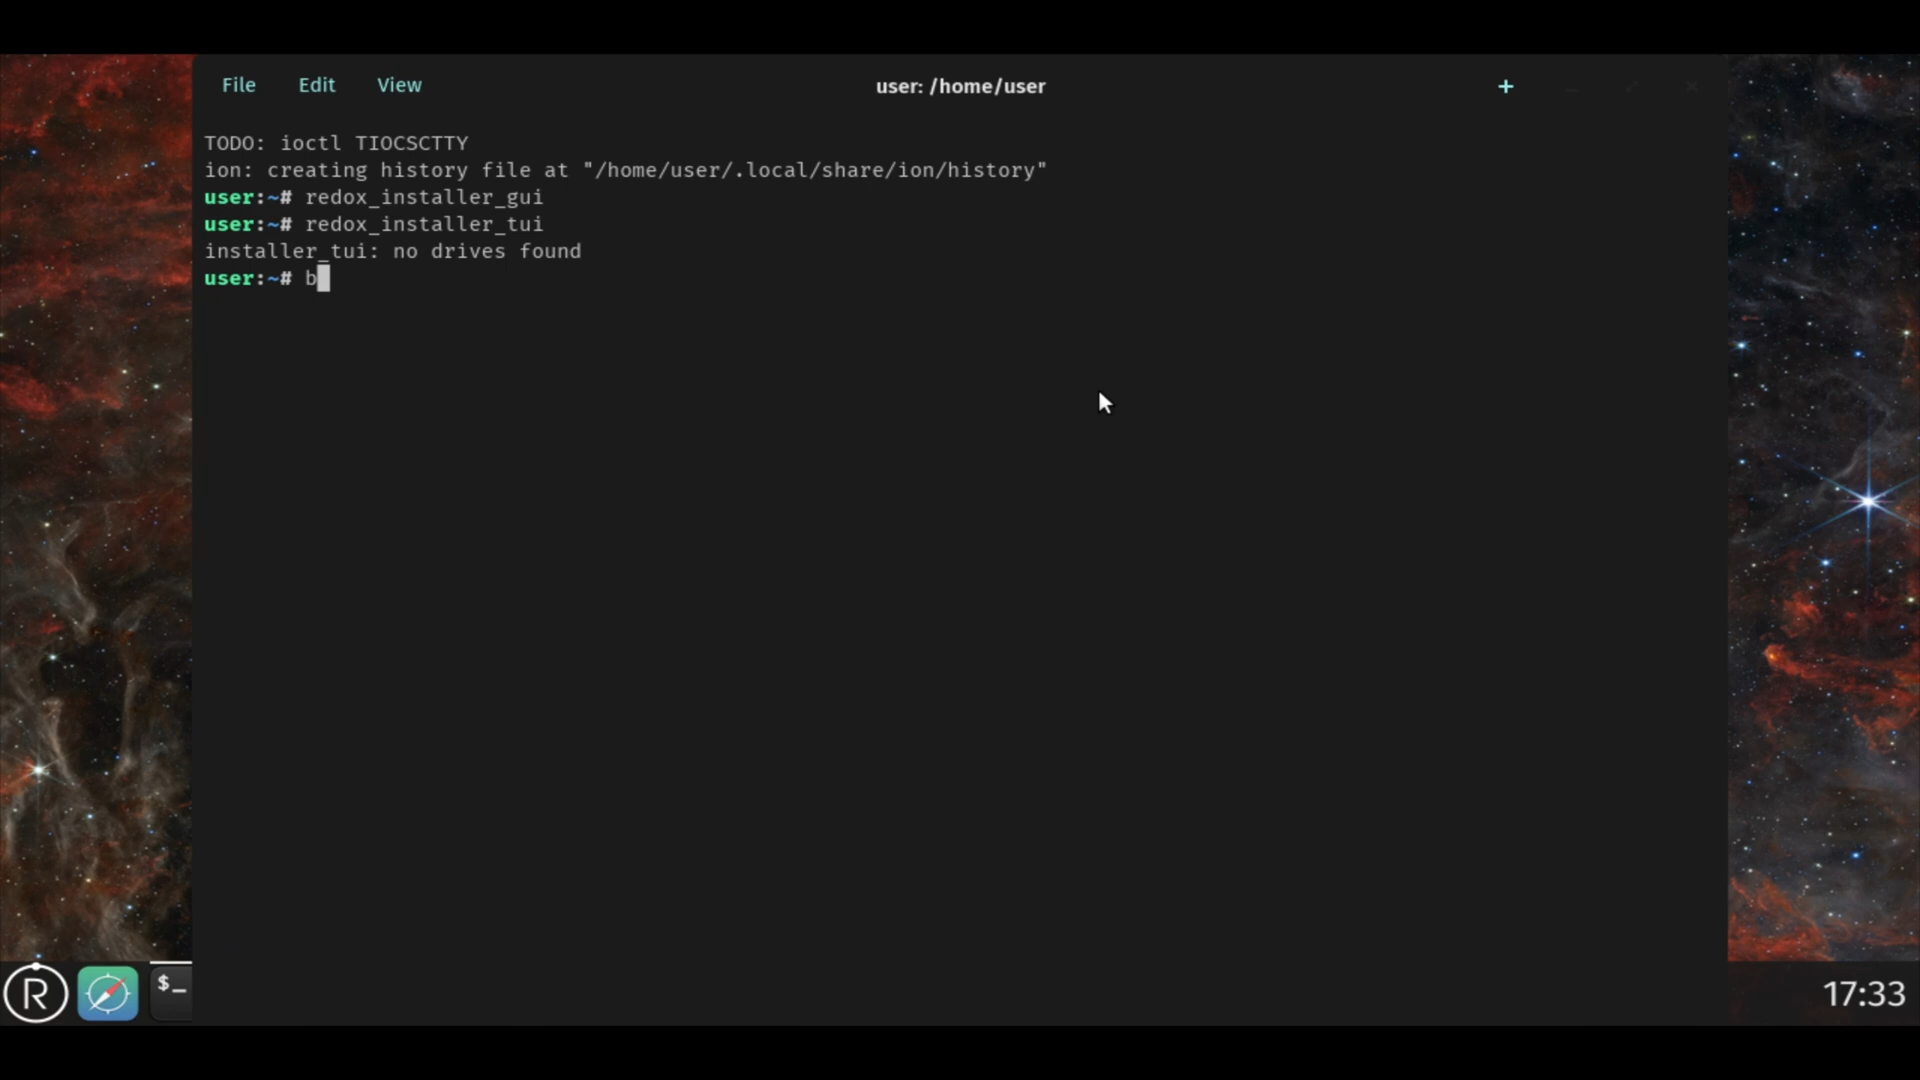 File Edit View user: /home/user +
TODO: ioctl TIOCSCTTY
ion: creating history file at "/home/user/.local/share/ion/history"
user:~# redox_installer_gui
user:~# redox_installer_tui
installer_tui: no drives found
user:~# b
R $_ 17:33